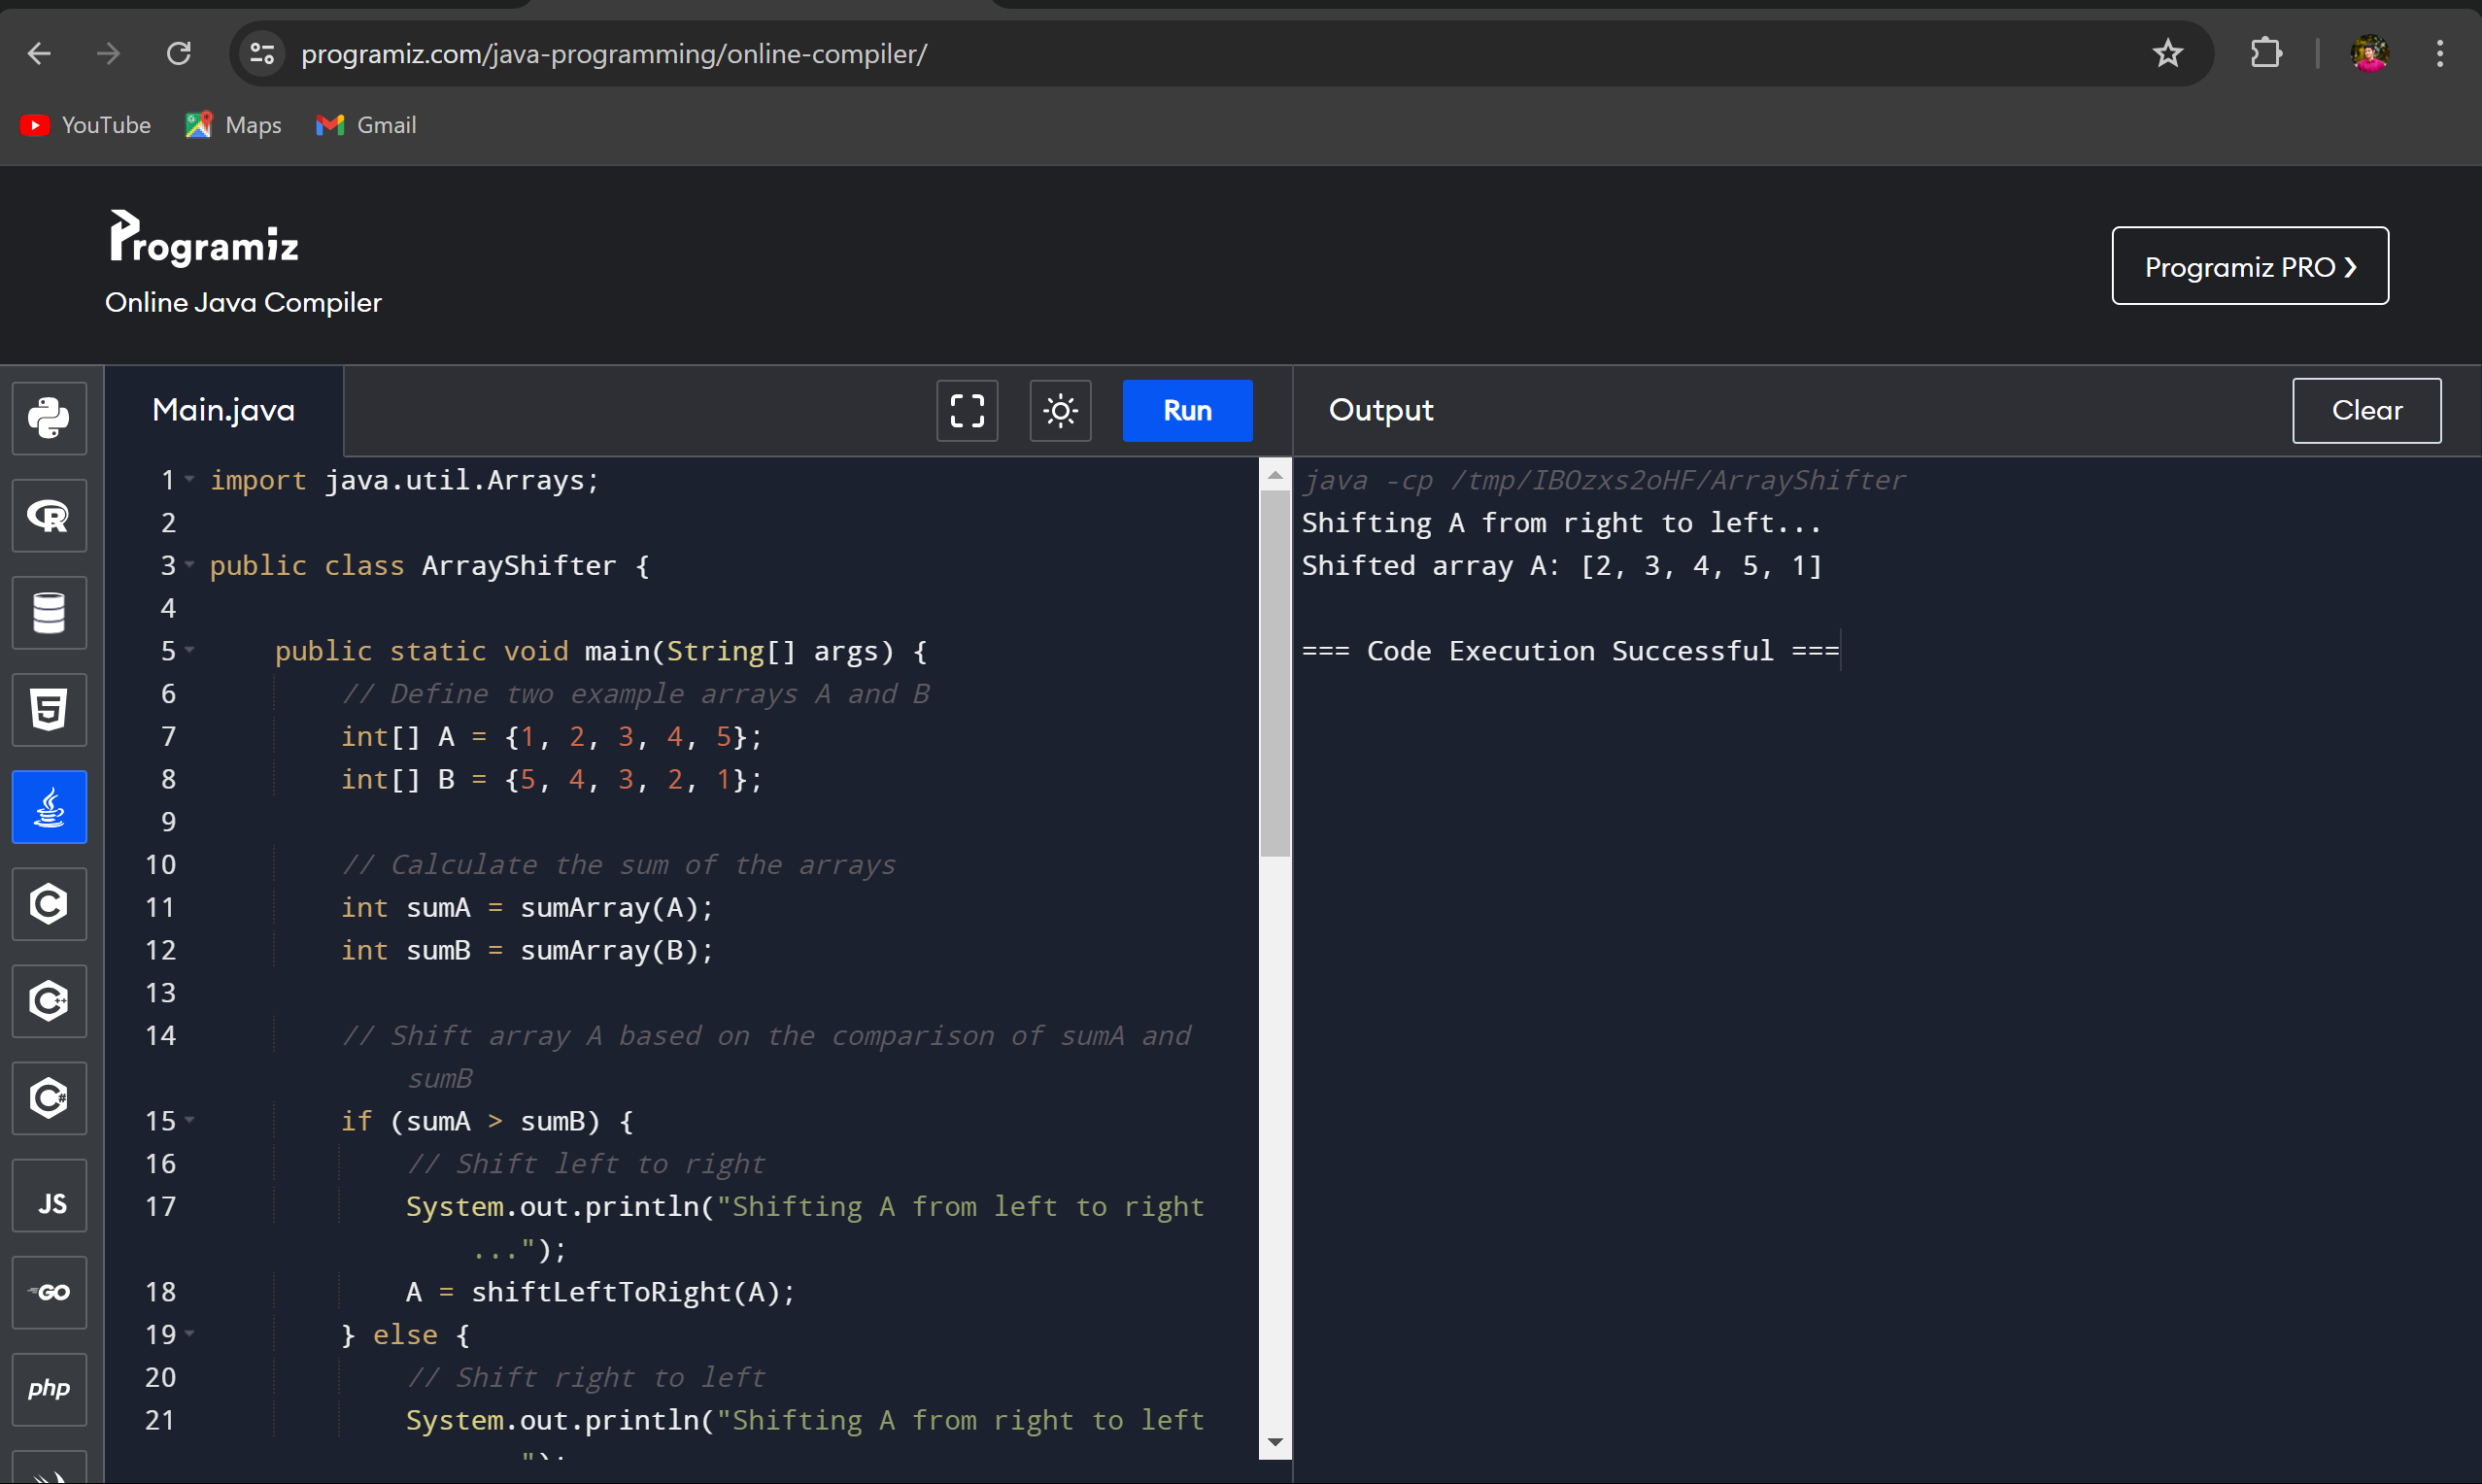 programiz.com/java-programming/online-compiler/
YouTube Maps Gmail
Programiz
Online Java Compiler
Programiz PRO ❯
Main.java
Run
1 import java.util.Arrays;
2
3 public class ArrayShifter {
4
5 public static void main(String[] args) {
6 // Define two example arrays A and B
7 int[] A = {1, 2, 3, 4, 5};
8 int[] B = {5, 4, 3, 2, 1};
9
10 // Calculate the sum of the arrays
11 int sumA = sumArray(A);
12 int sumB = sumArray(B);
13
14 // Shift array A based on the comparison of sumA and
sumB
15 if (sumA > sumB) {
16 // Shift left to right
17 System.out.println("Shifting A from left to right
...");
18 A = shiftLeftToRight(A);
19 } else {
20 // Shift right to left
21 System.out.println("Shifting A from right to left
Output
Clear
java -cp /tmp/IBOzxs2oHF/ArrayShifter
Shifting A from right to left...
Shifted array A: [2, 3, 4, 5, 1]
=== Code Execution Successful ===
R
5
C
C++
C#
JS
GO
php